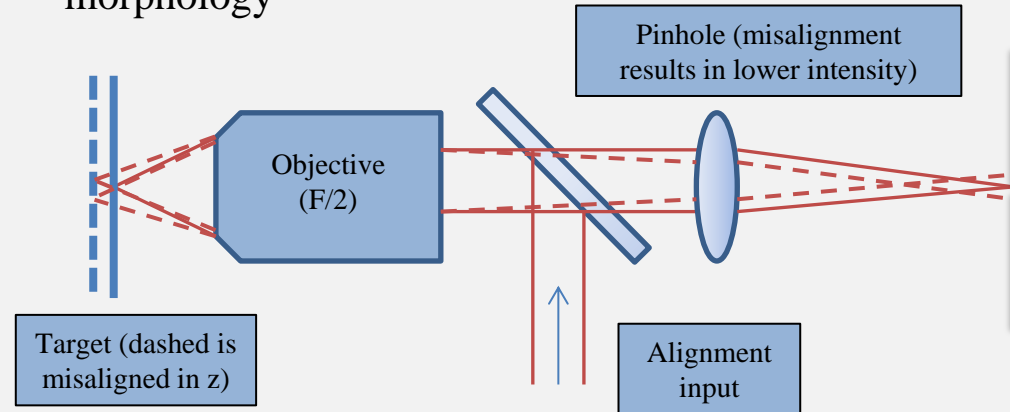 morphology
Pinhole (misalignment
results in lower intensity)
Objective
(F/2)
Target (dashed is
misaligned in z)
Alignment
input